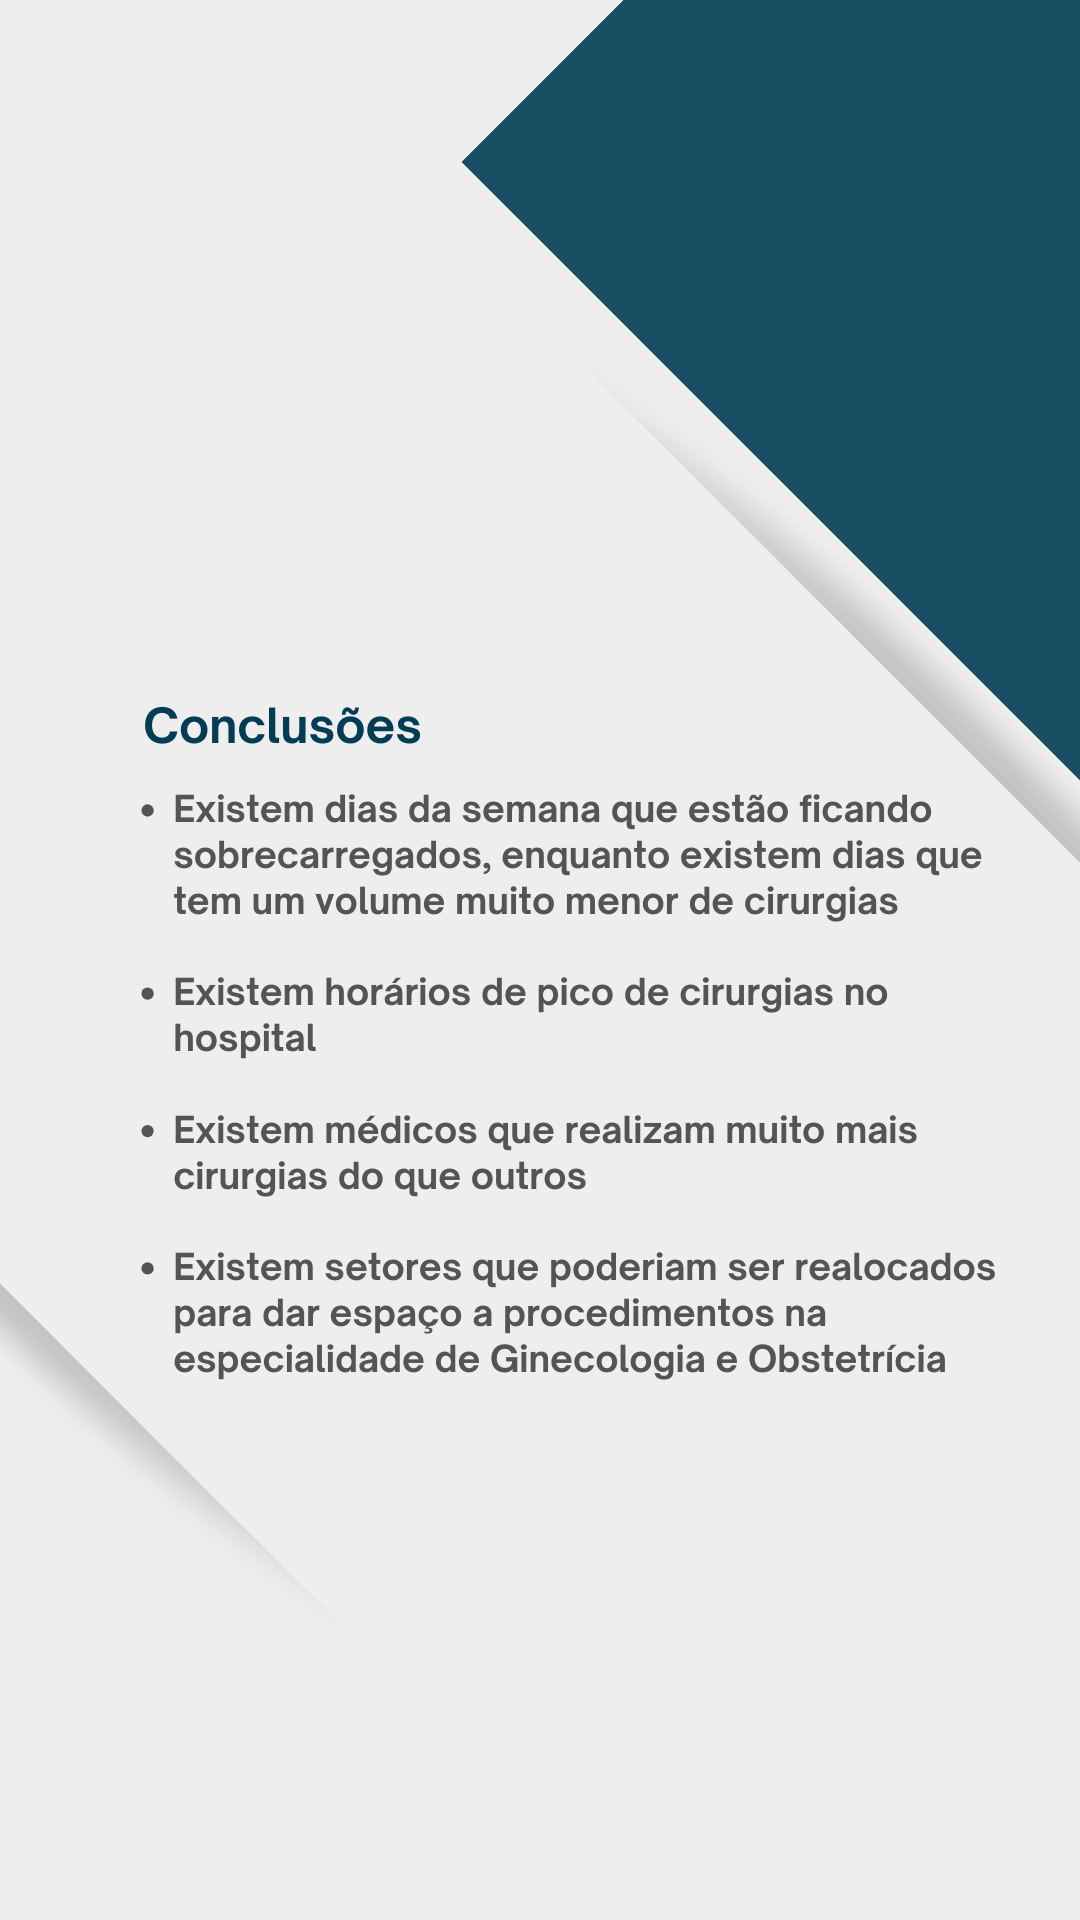 Conclusões
• Existem dias da semana que estão ficando
sobrecarregados, enquanto existem dias que
tem um volume muito menor de cirurgias
• Existem horários de pico de cirurgias no
hospital
• Existem médicos que realizam muito mais
cirurgias do que outros
• Existem setores que poderiam ser realocados
para dar espaço a procedimentos na
especialidade de Ginecologia e Obstetrícia